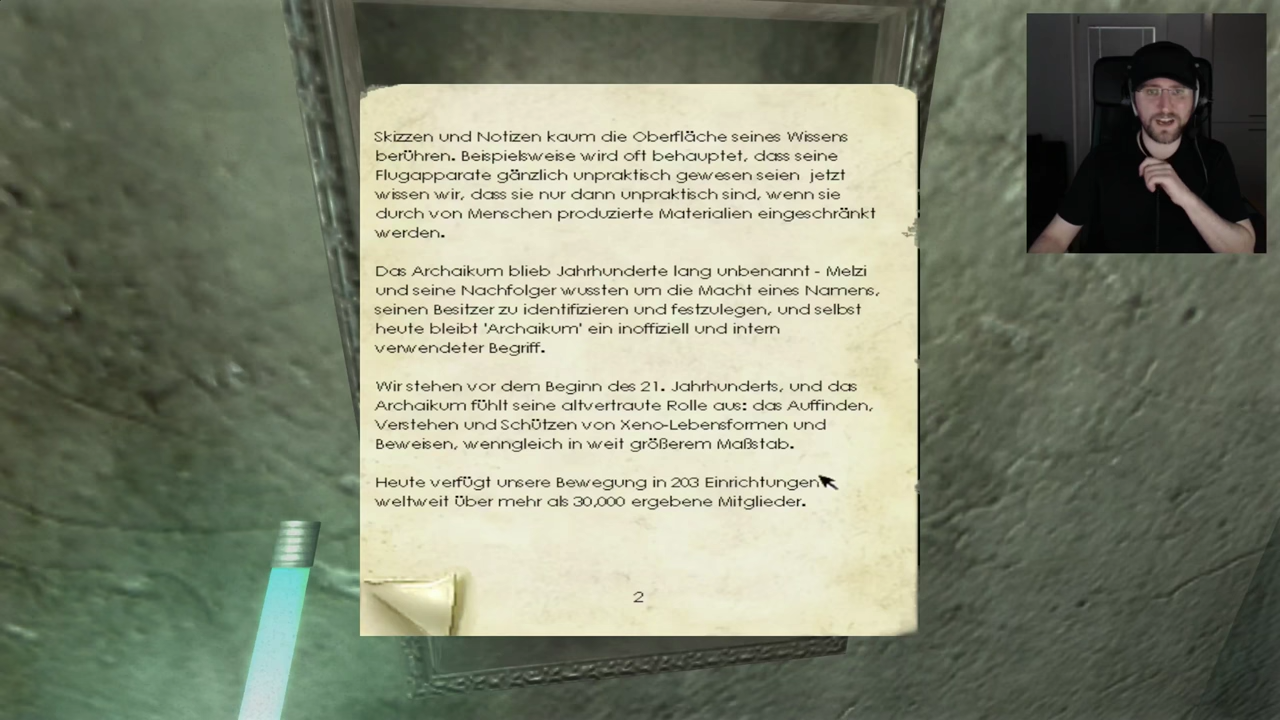 Skizzen und Notizen kaum die Oberfläche seines Wissens
berühren. Beispielsweise wird oft behauptet, dass seine
Flugapparate gänzlich unpraktisch gewesen seien  jetzt
wissen wir, dass sie nur dann unpraktisch sind, wenn sie
durch von Menschen produzierte Materialien eingeschränkt
werden.
Das Archaikum blieb Jahrhunderte lang unbenannt - Melzi
und seine Nachfolger wussten um die Macht eines Namens,
seinen Besitzer zu identifizieren und festzulegen, und selbst
heute bleibt 'Archaikum' ein inoffiziell und intern
verwendeter Begriff.
Wir stehen vor dem Beginn des 21. Jahrhunderts, und das
Archaikum fühlt seine altvertraute Rolle aus: das Auffinden,
Verstehen und Schützen von Xeno-Lebensformen und
Beweisen, wenngleich in weit größerem Maßstab.
Heute verfügt unsere Bewegung in 203 Einrichtungen
weltweit über mehr als 30,000 ergebene Mitglieder.
2